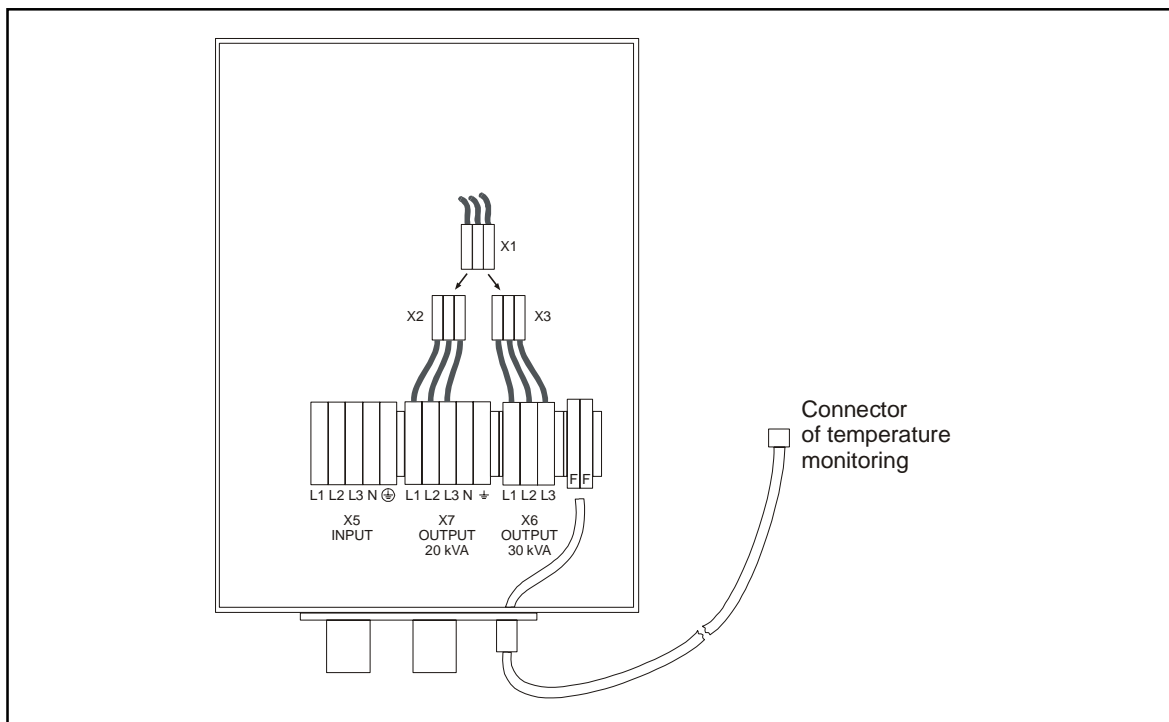 X1
X2
X3
Connector
of temperature
monitoring
F F
L1 L2 L3 N L1 L2 L3 N L1 L2 L3
X5
INPUT
X7
OUTPUT
20 kVA
X6
OUTPUT
30 kVA